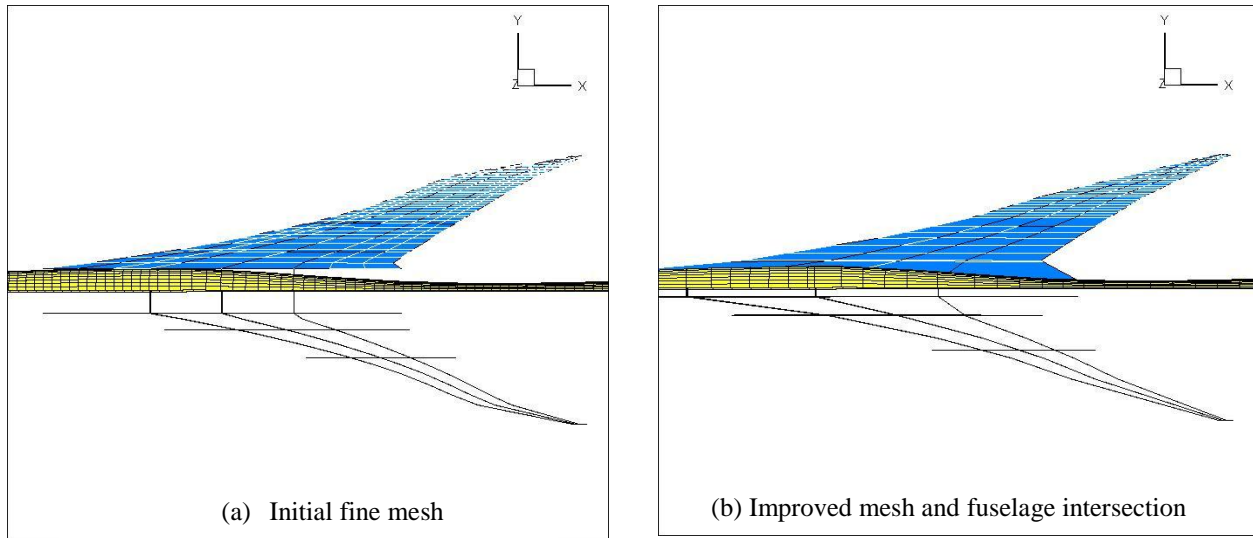 Y
Z X
Y
Z X
(a) Initial fine mesh
(b) Improved mesh and fuselage intersection